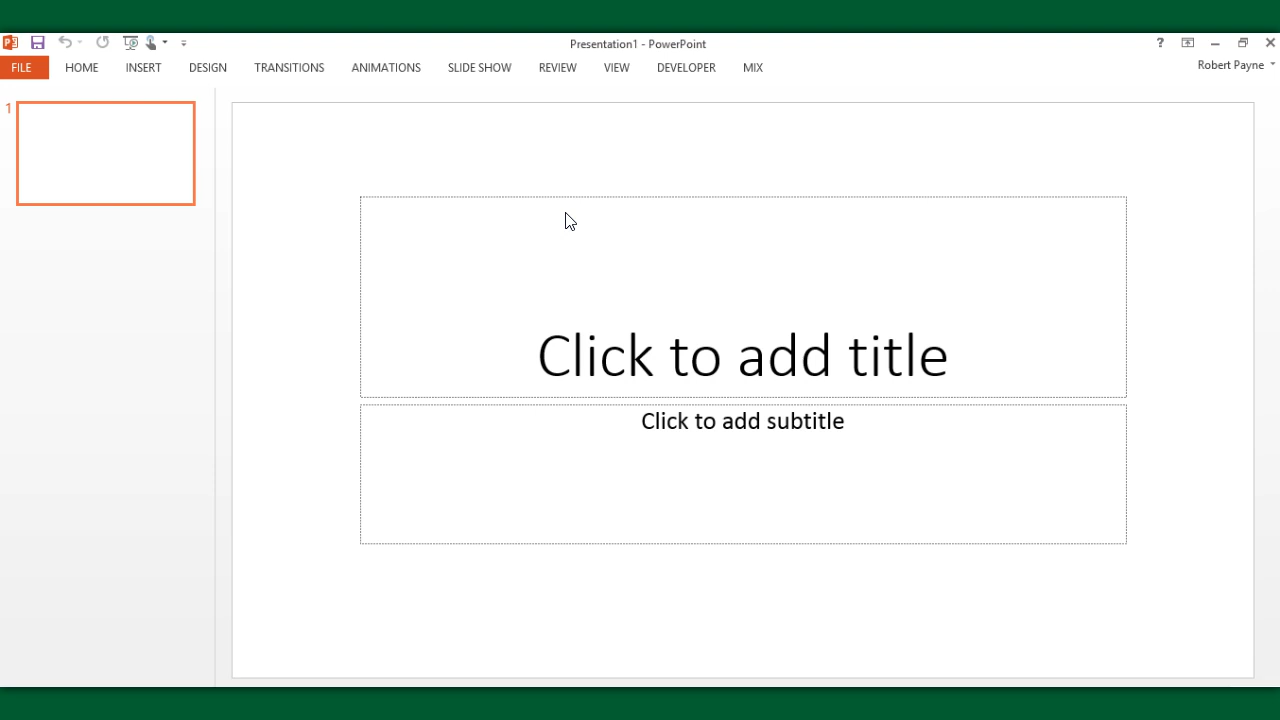 Presentation1 - PowerPoint
?
FILE HOME INSERT DESIGN TRANSITIONS ANIMATIONS SLIDE SHOW REVIEW VIEW DEVELOPER MIX Robert Payne
1
Click to add title
Click to add subtitle